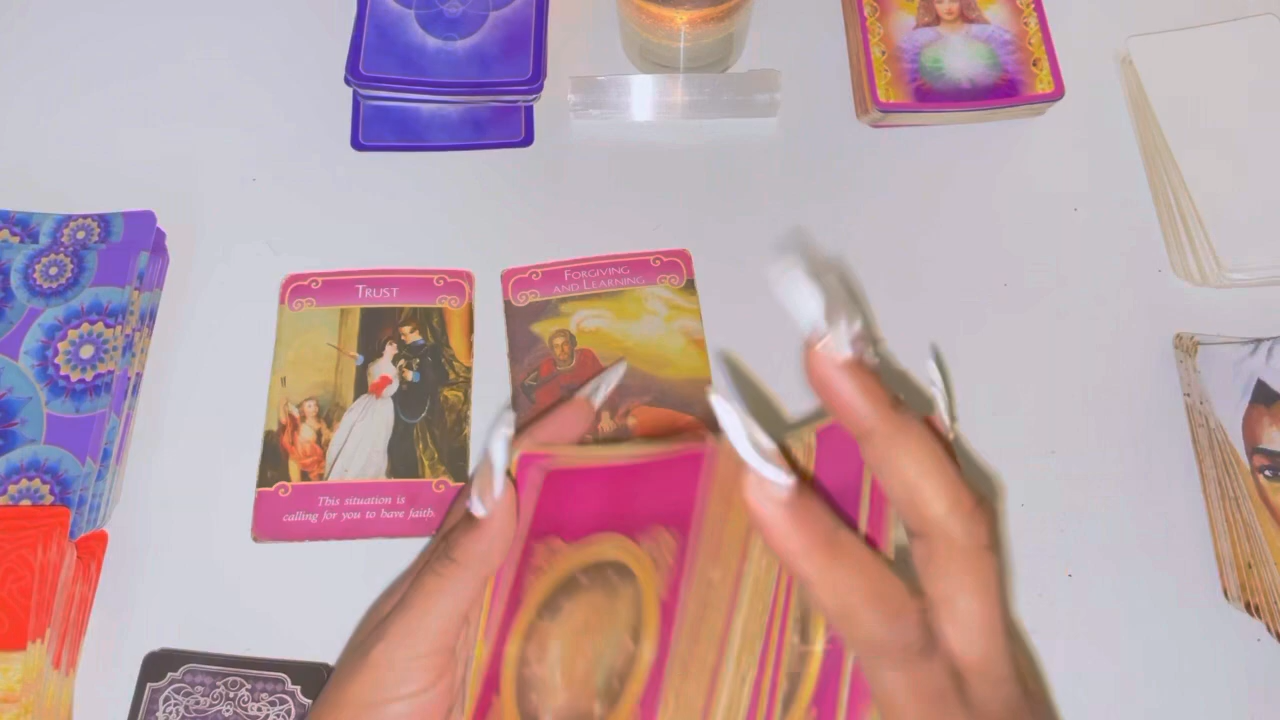 TRUST
FORGIVING
AND LEARNING
This situation is
calling for you to have faith.